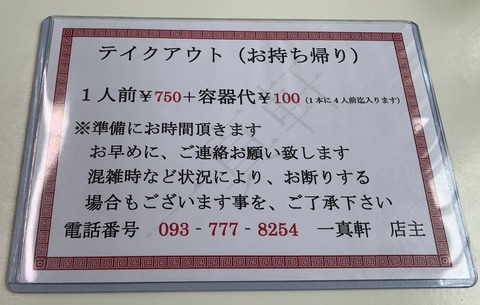 テイクアウト（お持ち帰り）
１人前￥750＋容器代￥100（１本に４人前迄入ります）
※準備にお時間頂きます
お早めに、ご連絡お願い致します
混雑時など状況により、お断りする
場合もございます事を、ご了承下さい
電話番号 093‐777‐8254 一真軒 店主
一真軒